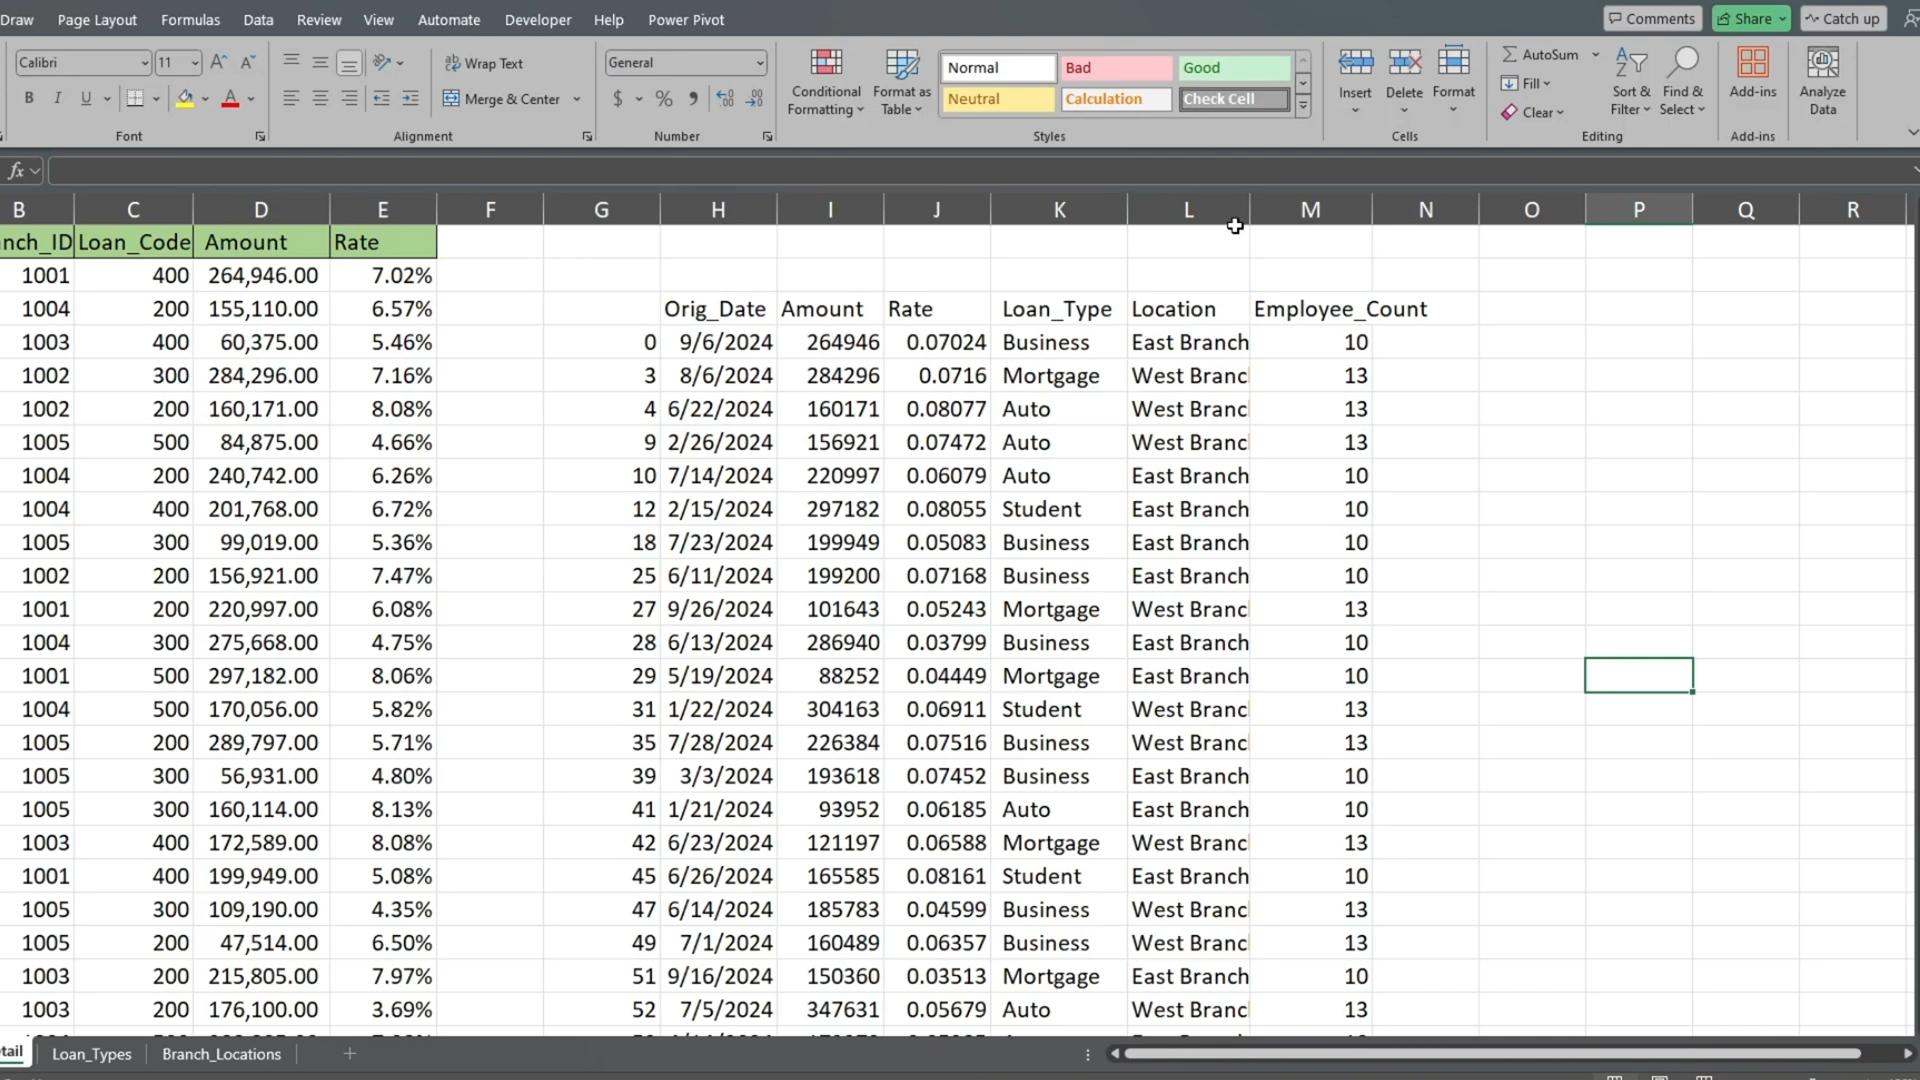 Draw Page Layout Formulas Data Review View Automate Developer Help Power Pivot Comments Share Catch up
Calibri 11 A^ Aˇ Wrap Text General Conditional Formatting Format as Table Normal Bad Good Insert Delete Format AutoSum Sort & Filter Find & Select Add-ins Analyze Data
B I U A Merge & Center $ % , Neutral Calculation Check Cell Fill
Clear
Font Alignment Number Styles Cells Editing Add-ins
fx
B C D E F G H I J K L M N O P Q R
nch_ID Loan_Code Amount Rate
1001 400 264,946.00 7.02%
1004 200 155,110.00 6.57% Orig_Date Amount Rate Loan_Type Location Employee_Count
1003 400 60,375.00 5.46% 0 9/6/2024 264946 0.07024 Business East Branch 10
1002 300 284,296.00 7.16% 3 8/6/2024 284296 0.0716 Mortgage West Branc 13
1002 200 160,171.00 8.08% 4 6/22/2024 160171 0.08077 Auto West Branc 13
1005 500 84,875.00 4.66% 9 2/26/2024 156921 0.07472 Auto West Branc 13
1004 200 240,742.00 6.26% 10 7/14/2024 220997 0.06079 Auto East Branch 10
1004 400 201,768.00 6.72% 12 2/15/2024 297182 0.08055 Student East Branch 10
1005 300 99,019.00 5.36% 18 7/23/2024 199949 0.05083 Business East Branch 10
1002 200 156,921.00 7.47% 25 6/11/2024 199200 0.07168 Business East Branch 10
1001 200 220,997.00 6.08% 27 9/26/2024 101643 0.05243 Mortgage West Branc 13
1004 300 275,668.00 4.75% 28 6/13/2024 286940 0.03799 Business East Branch 10
1001 500 297,182.00 8.06% 29 5/19/2024 88252 0.04449 Mortgage East Branch 10
1004 500 170,056.00 5.82% 31 1/22/2024 304163 0.06911 Student West Branc 13
1005 200 289,797.00 5.71% 35 7/28/2024 226384 0.07516 Business West Branc 13
1005 300 56,931.00 4.80% 39 3/3/2024 193618 0.07452 Business East Branch 10
1005 300 160,114.00 8.13% 41 1/21/2024 93952 0.06185 Auto East Branch 10
1003 400 172,589.00 8.08% 42 6/23/2024 121197 0.06588 Mortgage West Branc 13
1001 400 199,949.00 5.08% 45 6/26/2024 165585 0.08161 Student East Branch 10
1005 300 109,190.00 4.35% 47 6/14/2024 185783 0.04599 Business West Branc 13
1005 200 47,514.00 6.50% 49 7/1/2024 160489 0.06357 Business West Branc 13
1003 200 215,805.00 7.97% 51 9/16/2024 150360 0.03513 Mortgage East Branch 10
1003 200 176,100.00 3.69% 52 7/5/2024 347631 0.05679 Auto West Branc 13
tail Loan_Types Branch_Locations